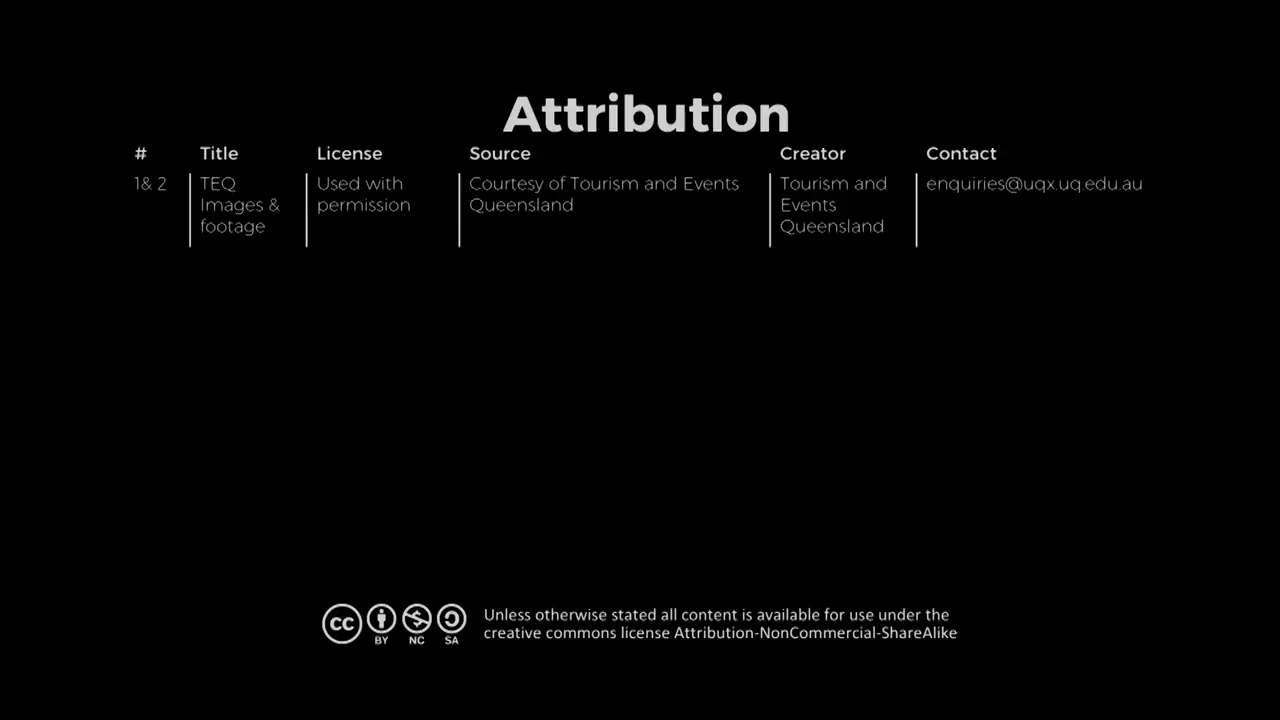 Attribution
# Title License Source Creator Contact
1& 2 TEQ Used with Courtesy of Tourism and Events Tourism and enquiries@uqx.uq.edu.au
Images & permission Queensland Events
footage Queensland
Unless otherwise stated all content is available for use under the
creative commons license Attribution-NonCommercial-ShareAlike
cc
BY NC SA